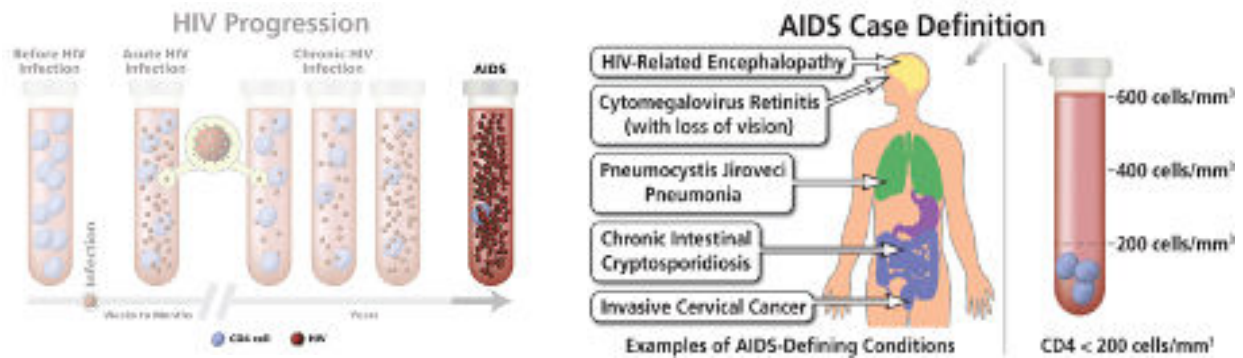 HIV Progression
Before HIV
Infection
Acute HIV
Infection
Chronic HIV
Infection
AIDS
Infection
Weeks to Months
Years
CD4 cell
HIV
AIDS Case Definition
HIV-Related Encephalopathy
Cytomegalovirus Retinitis
(with loss of vision)
Pneumocystis Jiroveci
Pneumonia
Chronic Intestinal
Cryptosporidiosis
Invasive Cervical Cancer
Examples of AIDS-Defining Conditions
600 cells/mm³
400 cells/mm³
200 cells/mm³
CD4 < 200 cells/mm³